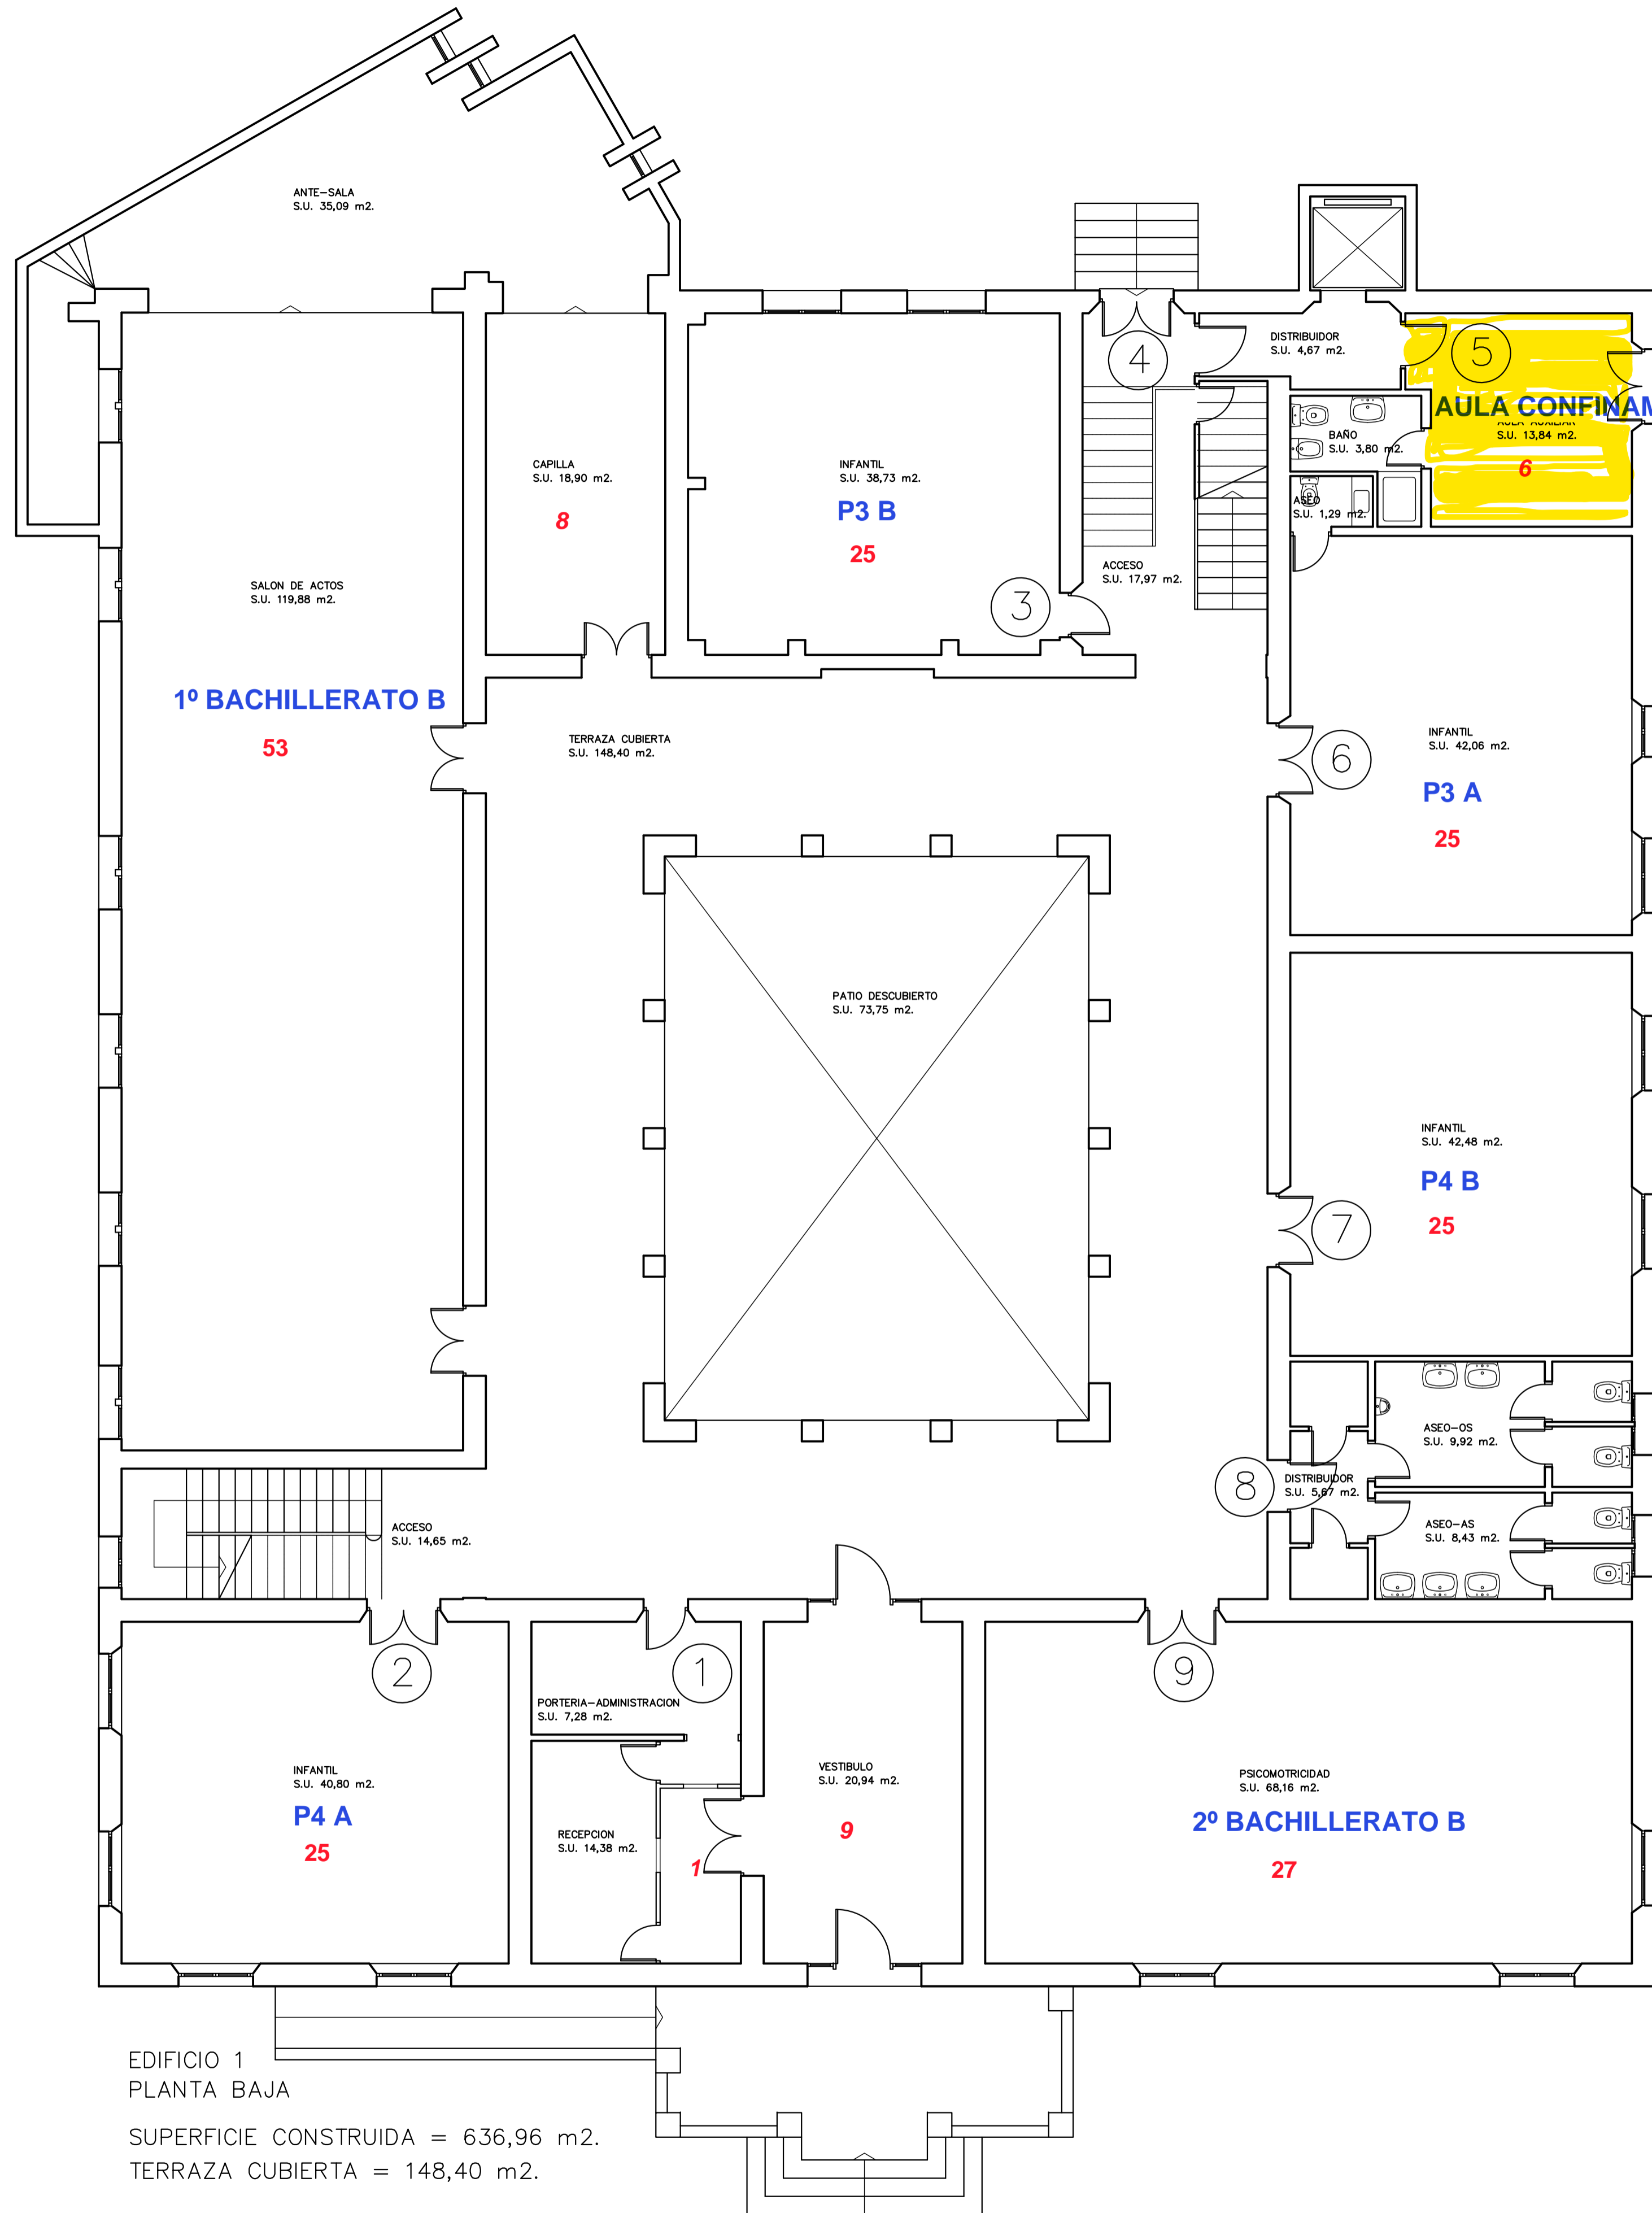 ANTE-SALA
S.U. 35,09 m2.
4
DISTRIBUIDOR
S.U. 4,67 m2.
5
AULA CONFINAM
AULA AUXILIAR
S.U. 13,84 m2.
6
BAÑO
S.U. 3,80 m2.
ASEO
S.U. 1,29 m2.
CAPILLA
S.U. 18,90 m2.
8
INFANTIL
S.U. 38,73 m2.
P3 B
25
3
ACCESO
S.U. 17,97 m2.
SALON DE ACTOS
S.U. 119,88 m2.
1º BACHILLERATO B
53
TERRAZA CUBIERTA
S.U. 148,40 m2.
6
INFANTIL
S.U. 42,06 m2.
P3 A
25
PATIO DESCUBIERTO
S.U. 73,75 m2.
INFANTIL
S.U. 42,48 m2.
P4 B
25
7
ASEO-OS
S.U. 9,92 m2.
8
DISTRIBUIDOR
S.U. 5,67 m2.
ASEO-AS
S.U. 8,43 m2.
ACCESO
S.U. 14,65 m2.
2
1
9
PORTERIA-ADMINISTRACION
S.U. 7,28 m2.
INFANTIL
S.U. 40,80 m2.
P4 A
25
RECEPCION
S.U. 14,38 m2.
1
VESTIBULO
S.U. 20,94 m2.
9
PSICOMOTRICIDAD
S.U. 68,16 m2.
2º BACHILLERATO B
27
EDIFICIO 1
PLANTA BAJA
SUPERFICIE CONSTRUIDA = 636,96 m2.
TERRAZA CUBIERTA = 148,40 m2.